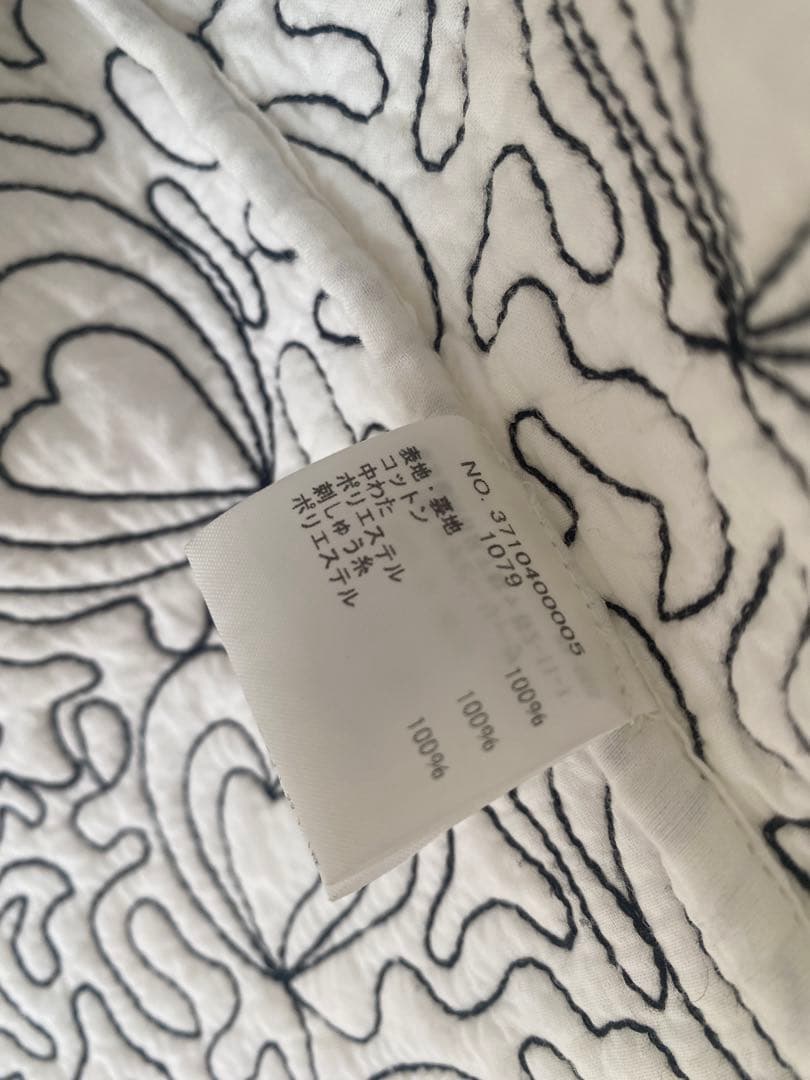 NO. 3710400005
1079
表地・裏地
コットン 100%
中わた
ポリエステル 100%
刺しゅう糸
ポリエステル 100%